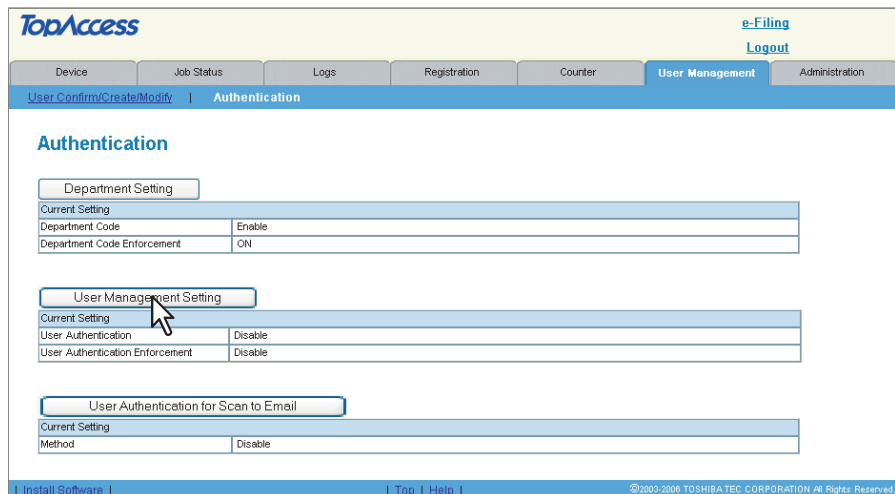 TopAccess
e-Filing
Logout
Device Job Status Logs Registration Counter User Management Administration
User Confirm/Create/Modify | Authentication
Authentication
Department Setting
Current Setting
Department Code Enable
Department Code Enforcement ON
User Management Setting
Current Setting
User Authentication Disable
User Authentication Enforcement Disable
User Authentication for Scan to Email
Current Setting
Method Disable
| Install Software | | Top | Help | ©2003-2006 TOSHIBA TEC CORPORATION All Rights Reserved.